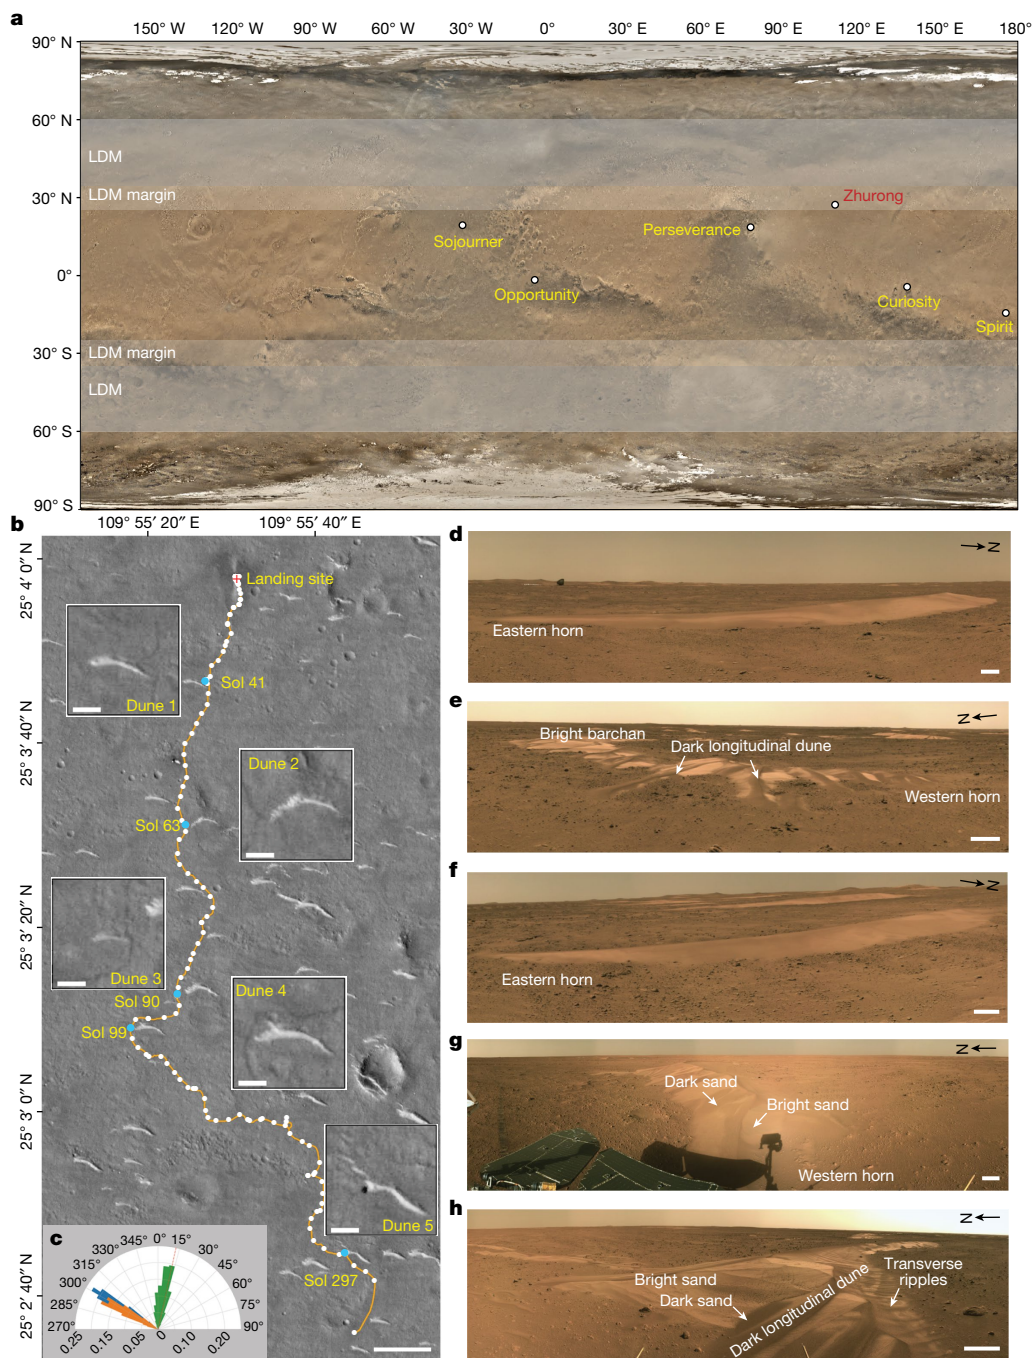 a
150° W 120° W 90° W 60° W 30° W 0° 30° E 60° E 90° E 120° E 150° E 180°
90° N
60° N
LDM
LDM margin
30° N
Zhurong
Sojourner
Perseverance
0°
Opportunity
Curiosity
Spirit
30° S
LDM margin
LDM
60° S
90° S
b
109° 55′ 20″ E 109° 55′ 40″ E
25° 4′ 0″ N
25° 3′ 40″ N
25° 3′ 20″ N
25° 3′ 0″ N
25° 2′ 40″ N
Landing site
Dune 1
Sol 41
Dune 2
Sol 63
Dune 3
Sol 90
Dune 4
Sol 99
Dune 5
Sol 297
c
270° 285° 300° 315° 330° 345° 0° 15° 30° 45° 60° 75° 90°
0.25 0.15 0.05 0 0.10 0.20
d
N
Eastern horn
e
N
Bright barchan
Dark longitudinal dune
Western horn
f
N
Eastern horn
g
N
Dark sand
Bright sand
Western horn
h
N
Bright sand
Dark sand
Dark longitudinal dune
Transverse
ripples